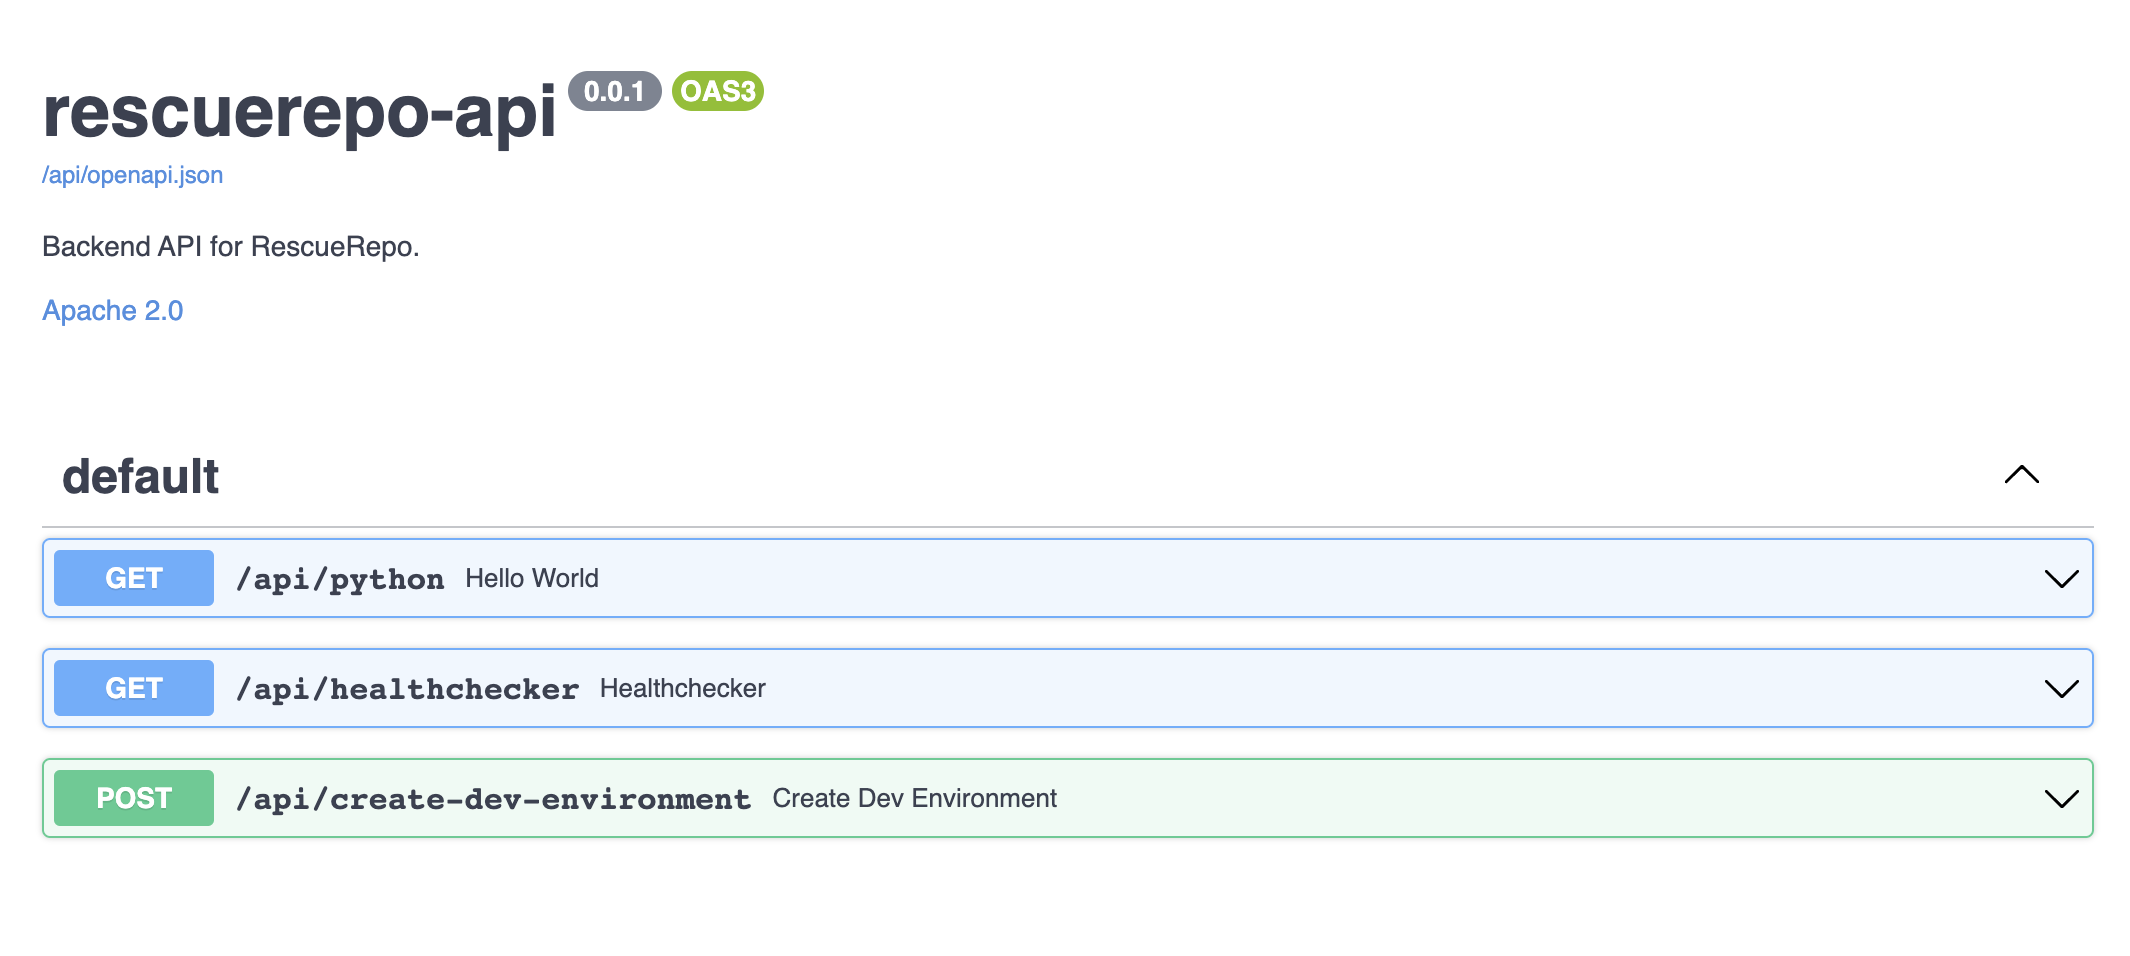 rescuerepo-api 0.0.1 OAS3
/api/openapi.json
Backend API for RescueRepo.
Apache 2.0
default
GET /api/python Hello World
GET /api/healthchecker Healthchecker
POST /api/create-dev-environment Create Dev Environment